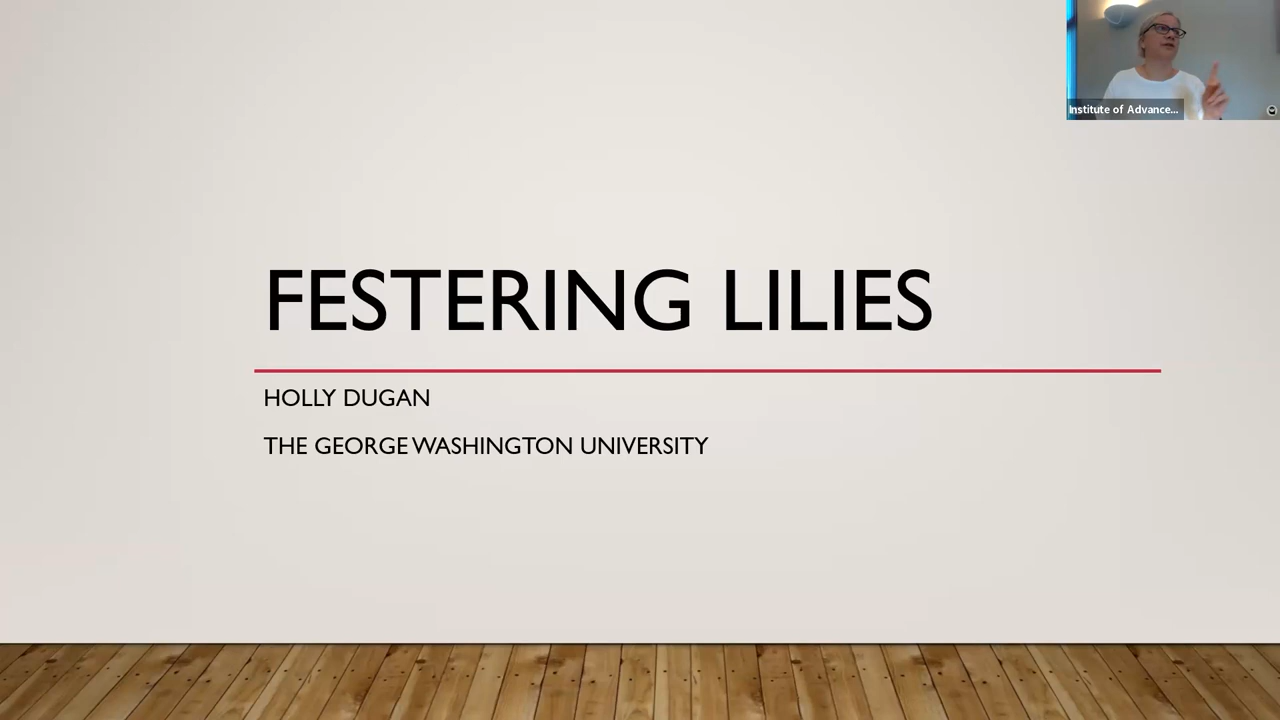 Institute of Advance...
FESTERING LILIES
HOLLY DUGAN
THE GEORGE WASHINGTON UNIVERSITY